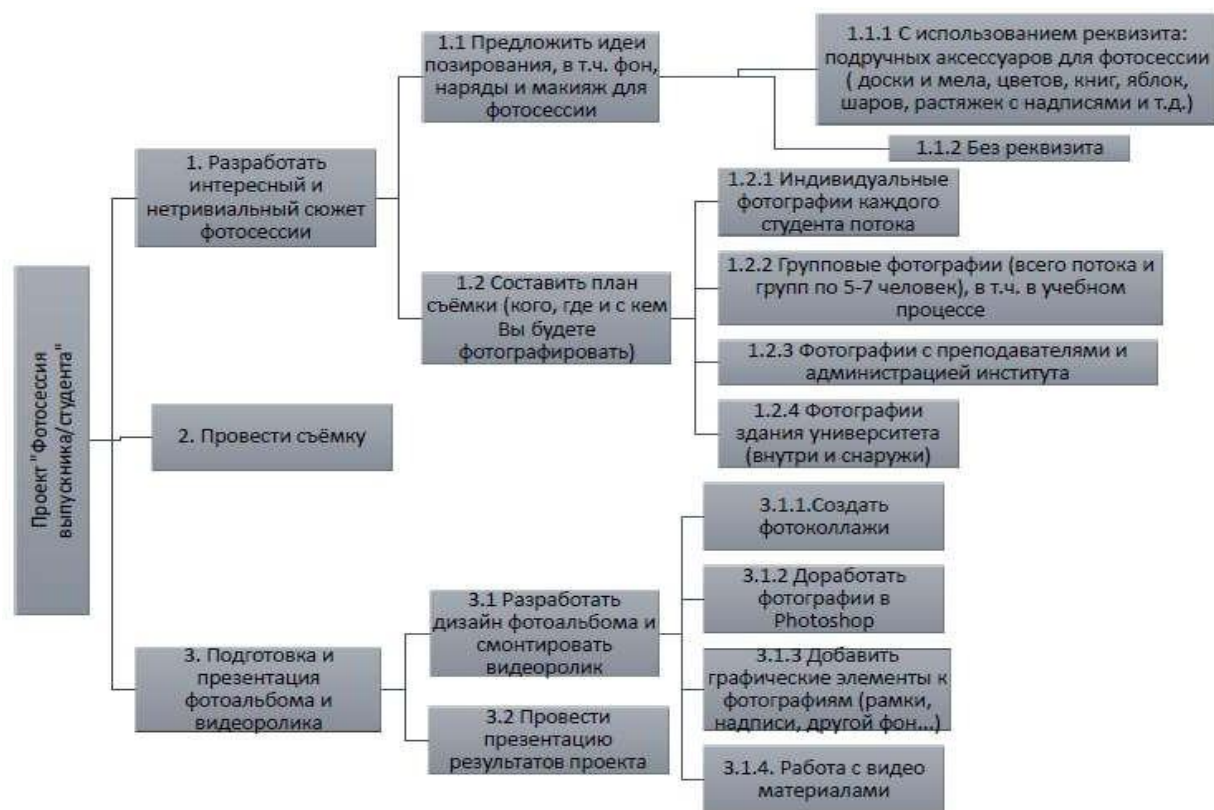 Проект "Фотосессия
выпускника/студента"
1. Разработать
интересный и
нетривиальный сюжет
фотосессии
1.1 Предложить идеи
позирования, в т.ч. фон,
наряды и макияж для
фотосессии
1.1.1 С использованием реквизита:
подручных аксессуаров для фотосессии
( доски и мела, цветов, книг, яблок,
шаров, растяжек с надписями и т.д.)
1.1.2 Без реквизита
1.2 Составить план
съёмки (кого, где и с кем
Вы будете
фотографировать)
1.2.1 Индивидуальные
фотографии каждого
студента потока
1.2.2 Групповые фотографии (всего потока и
групп по 5-7 человек), в т.ч. в учебном
процессе
1.2.3 Фотографии с преподавателями и
администрацией института
1.2.4 Фотографии
здания университета
(внутри и снаружи)
2. Провести съёмку
3. Подготовка и
презентация
фотоальбома и
видеоролика
3.1 Разработать
дизайн фотоальбома и
смонтировать
видеоролик
3.1.1.Создать
фотоколлажи
3.1.2 Доработать
фотографии в
Photoshop
3.1.3 Добавить
графические элементы к
фотографиям (рамки,
надписи, другой фон...)
3.1.4. Работа с видео
материалами
3.2 Провести
презентацию
результатов проекта